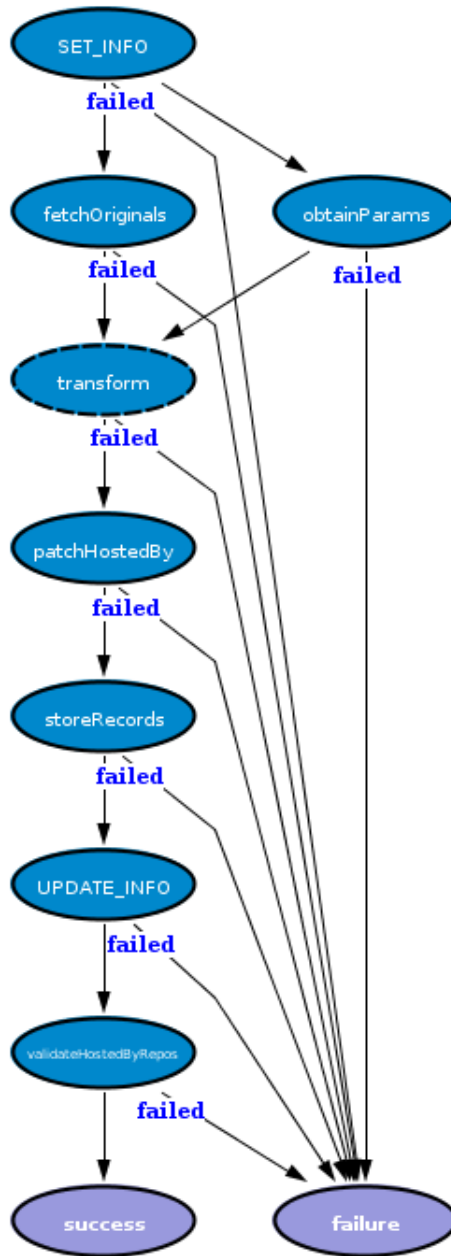 SET_INFO
failed
fetchOriginals
obtainParams
failed
failed
transform
failed
patchHostedBy
failed
storeRecords
failed
UPDATE_INFO
failed
validateHostedByRepos
failed
success
failure